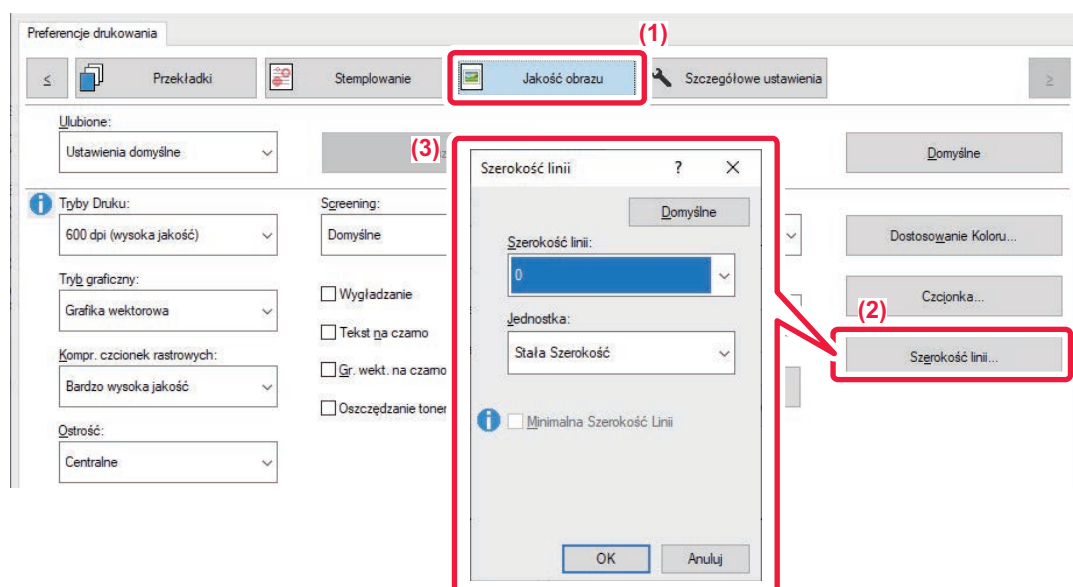 Preferencje drukowania
(1)
≤
Przekładki
Stemplowanie
Jakość obrazu
Szczegółowe ustawienia
≥
Ulubione:
Ustawienia domyślne
Domyślne
(3)
Szerokość linii
?
X
Domyślne
Szerokość linii:
0
Jednostka:
Stała Szerokość
Minimalna Szerokość Linii
OK
Anuluj
Tryby Druku:
600 dpi (wysoka jakość)
Tryb graficzny:
Grafika wektorowa
Kompr. czcionek rastrowych:
Bardzo wysoka jakość
Ostrość:
Centralne
Screening:
Domyślne
Wygładzanie
Tekst na czarno
Gr. wekt. na czarno
Oszczędzanie toner
Dostosowanie Koloru...
Czcionka...
(2)
Szerokość linii...